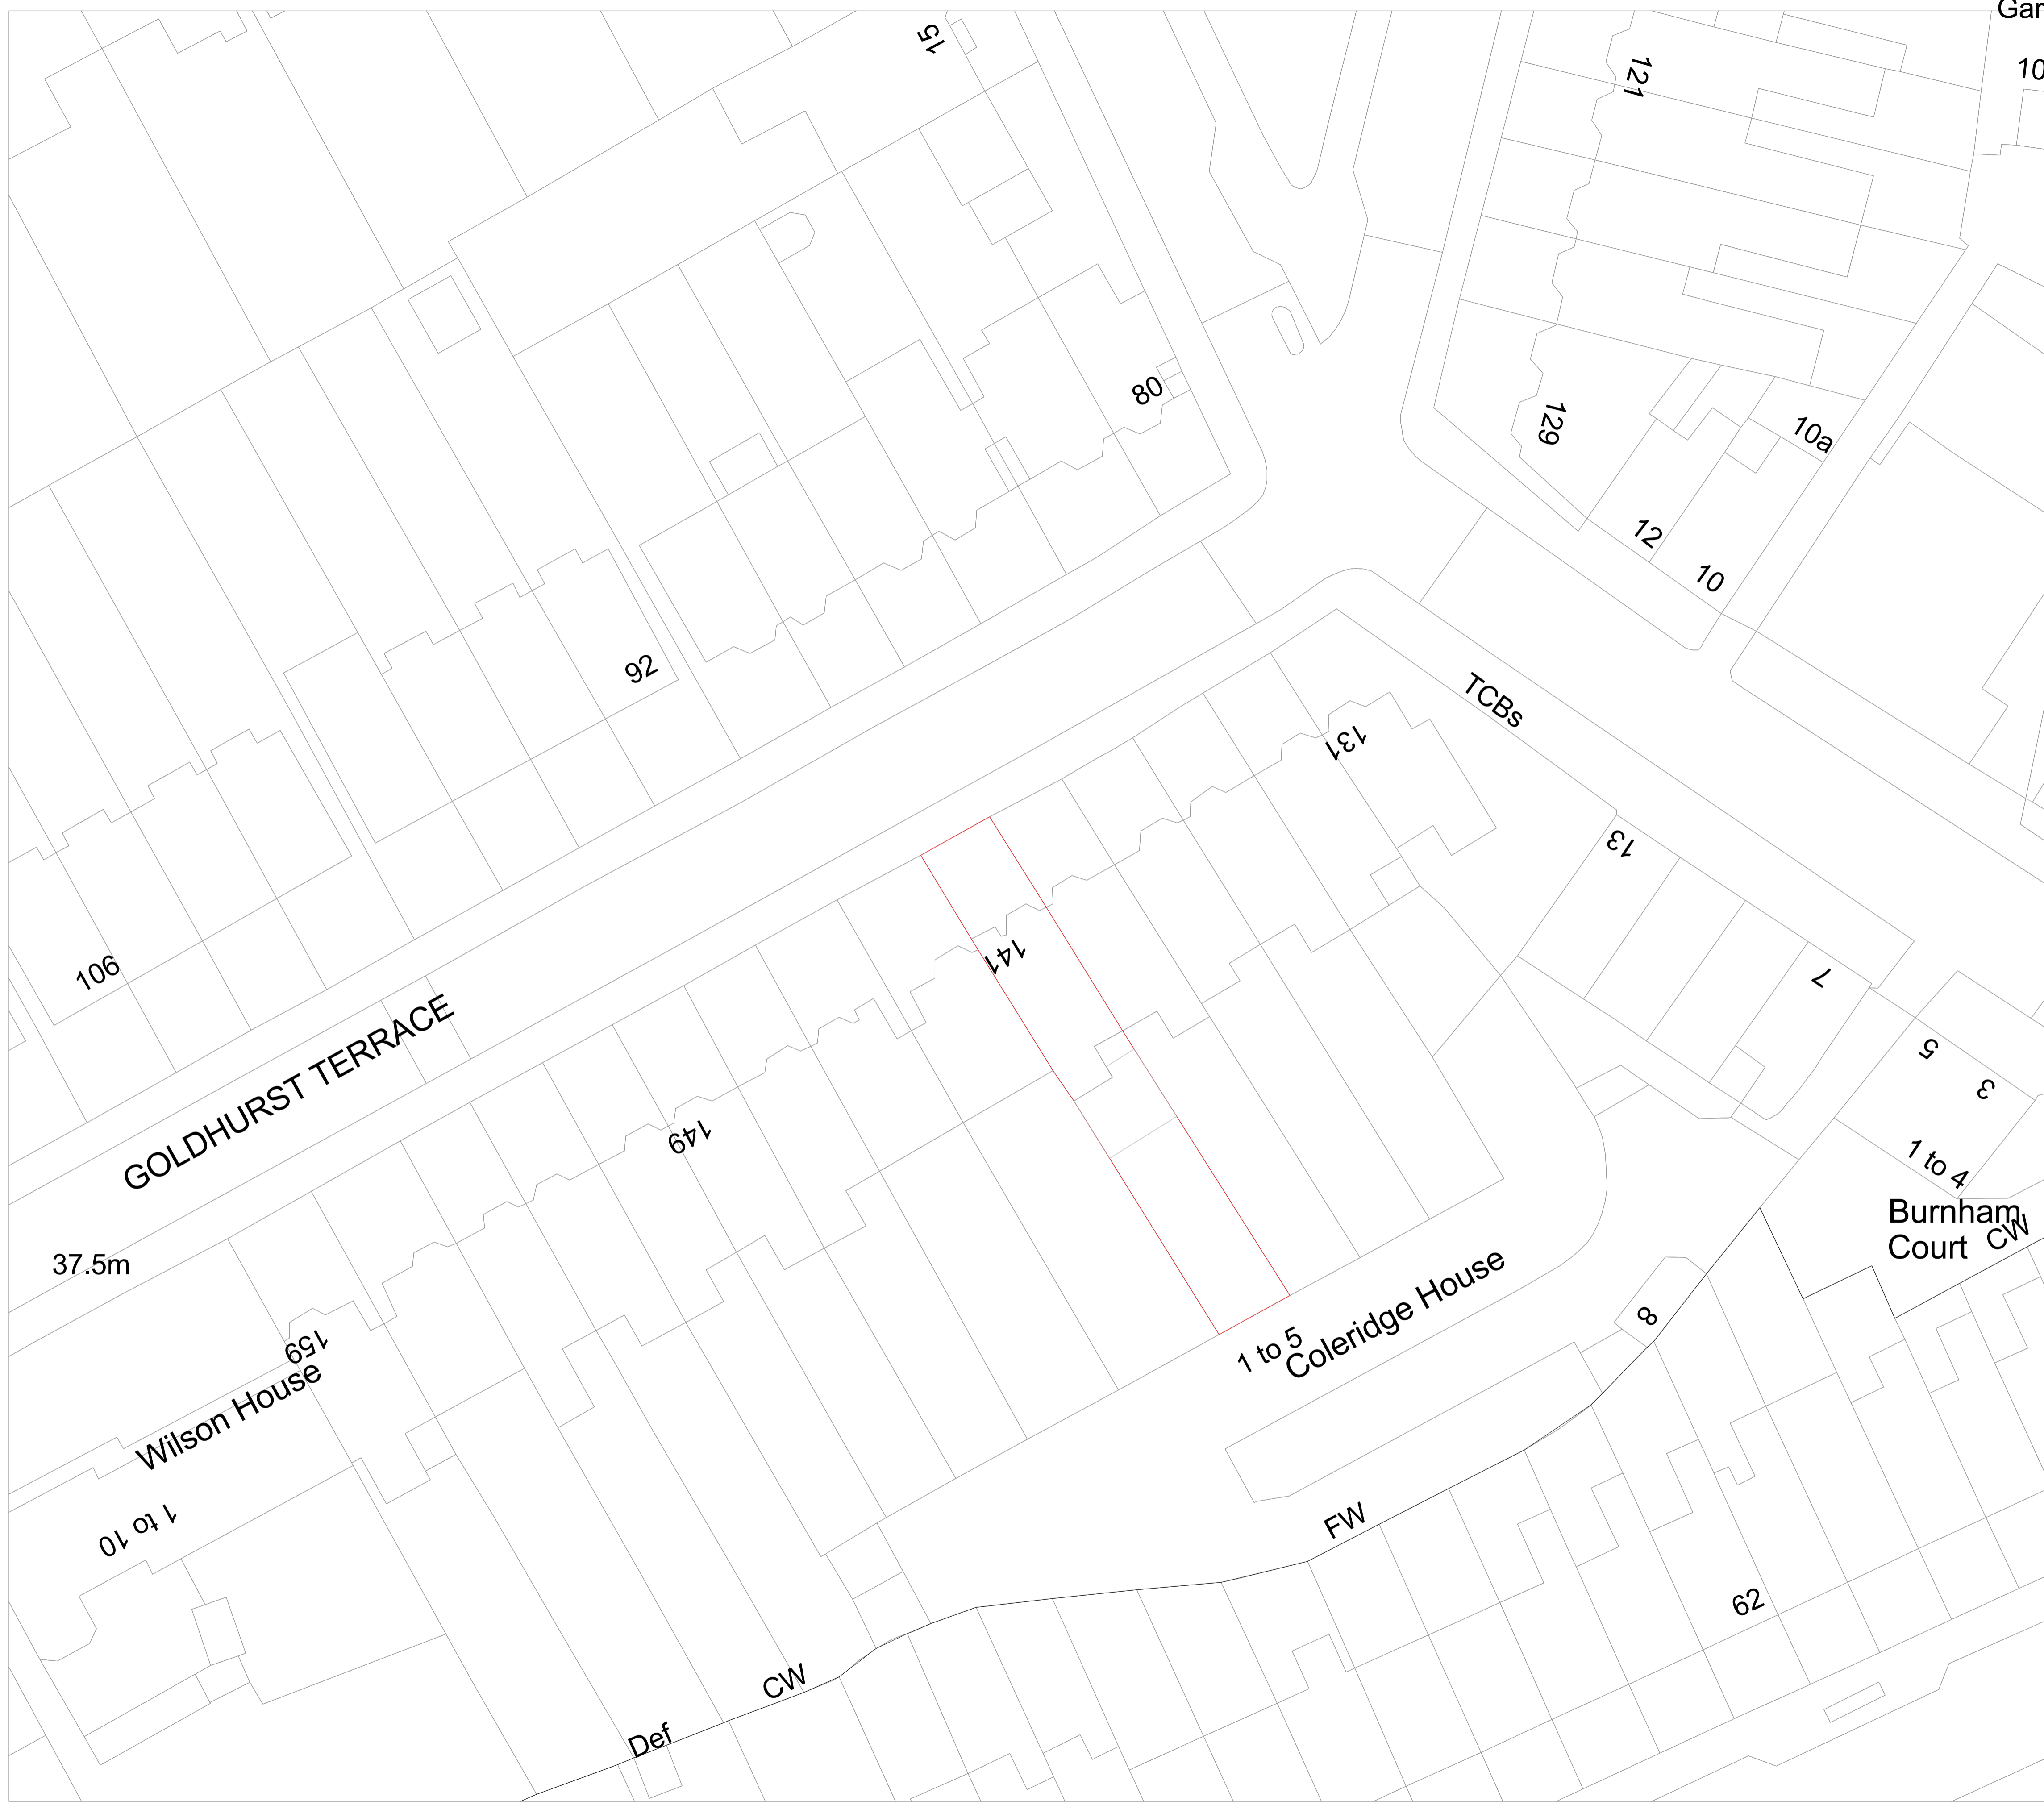 Gar
15
121
10
80
129
10a
12
10
92
TCBs
131
13
106
141
7
GOLDHURST TERRACE
5
3
149
1 to 4
Burnham
Court
CW
37.5m
159
Wilson House
1 to 5
Coleridge House
8
1 to 10
FW
62
CW
Def